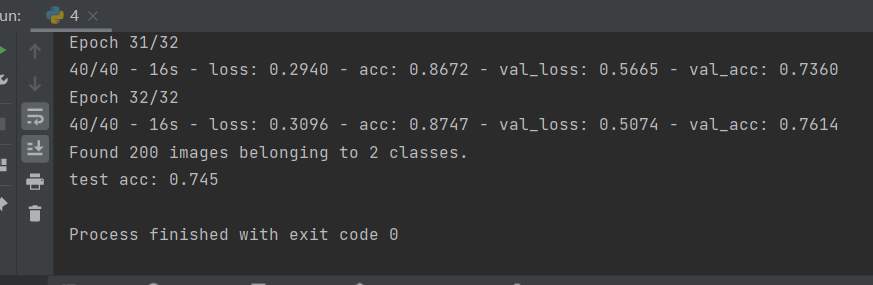 un: 4
Epoch 31/32
40/40 - 16s - loss: 0.2940 - acc: 0.8672 - val_loss: 0.5665 - val_acc: 0.7360
Epoch 32/32
40/40 - 16s - loss: 0.3096 - acc: 0.8747 - val_loss: 0.5074 - val_acc: 0.7614
Found 200 images belonging to 2 classes.
test acc: 0.745
Process finished with exit code 0